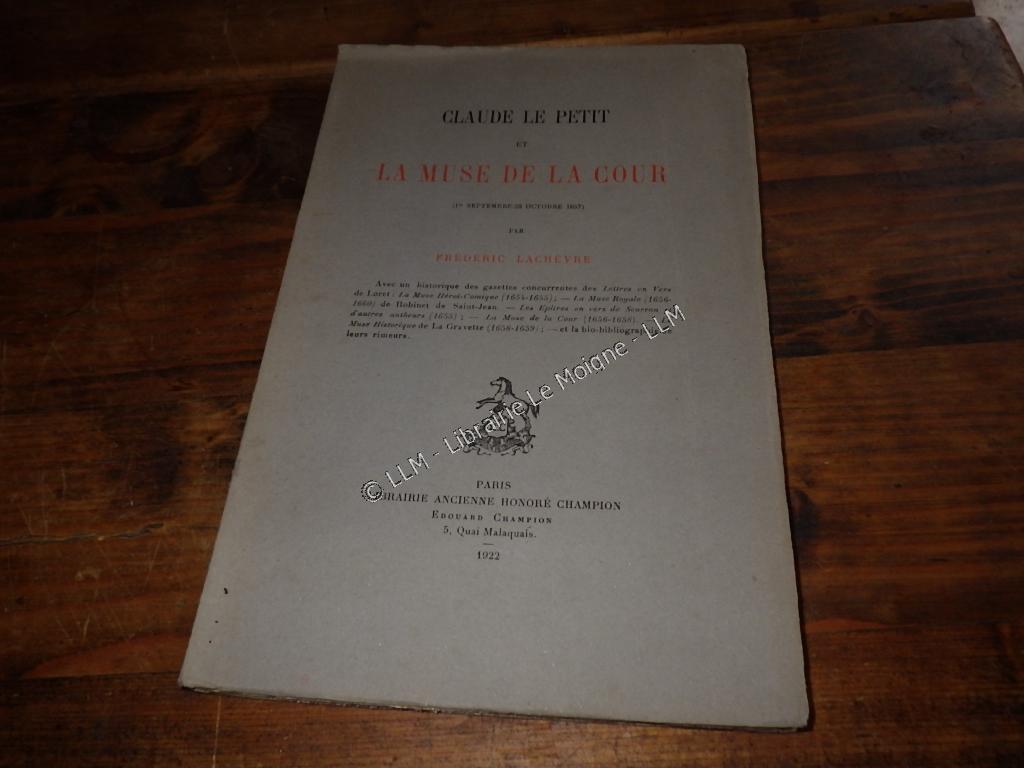 CLAUDE LE PETIT
ET
LA MUSE DE LA COUR
(1er SEPTEMBRE-28 OCTOBRE 1657)
PAR
FRÉDÉRIC LACHÈVRE
Avec un historique des gazettes concurrentes des Lettres en Vers
de Loret : La Muse Héroï-Comique (1654-1655) ; — La Muse Royale (1656-
1660) de Robinet de Saint-Jean. — Les Epîtres en vers de Scarron
d'autres autheurs (1655) ; — La Muse de la Cour (1656-1658)
Muse Historique de La Gravette (1658-1659) ; — et la
leurs rimeurs.
© LLM - Librairie Le Moigne - LLM
PARIS
LIBRAIRIE ANCIENNE HONORÉ CHAMPION
EDOUARD CHAMPION
5, Quai Malaquais.
1922